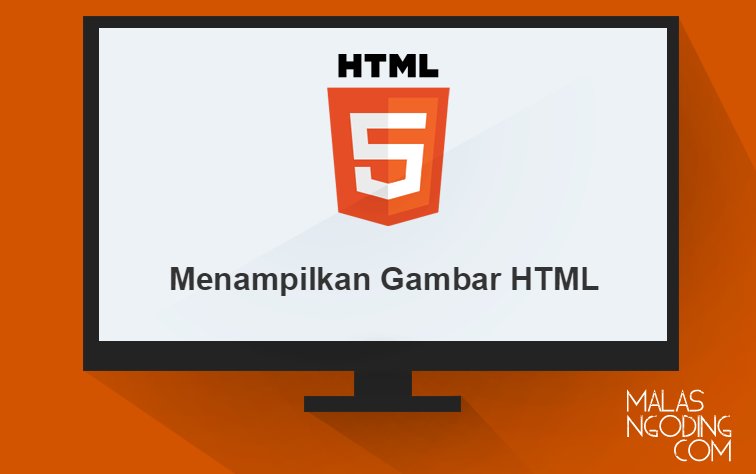 HTML
5
Menampilkan Gambar HTML
MALAS
NGODING
.COM